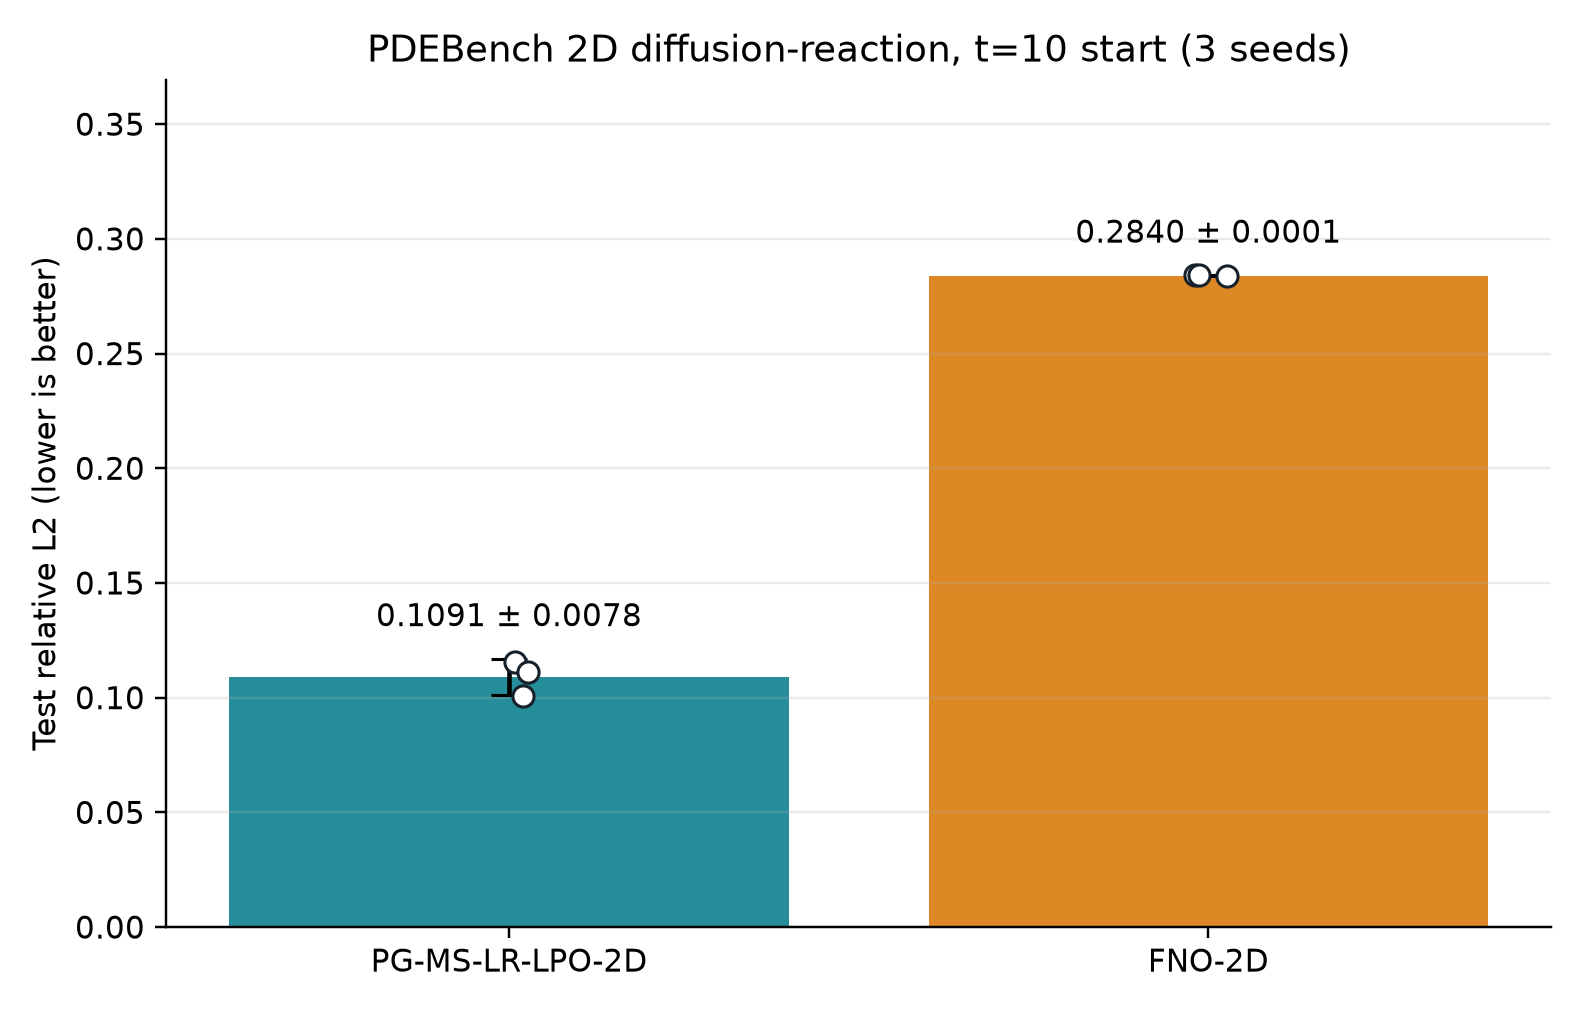 PDEBench 2D diffusion-reaction, t=10 start (3 seeds)
Test relative L2 (lower is better)
0.35
0.30
0.25
0.20
0.15
0.10
0.05
0.00
0.2840 ± 0.0001
0.1091 ± 0.0078
PG-MS-LR-LPO-2D
FNO-2D